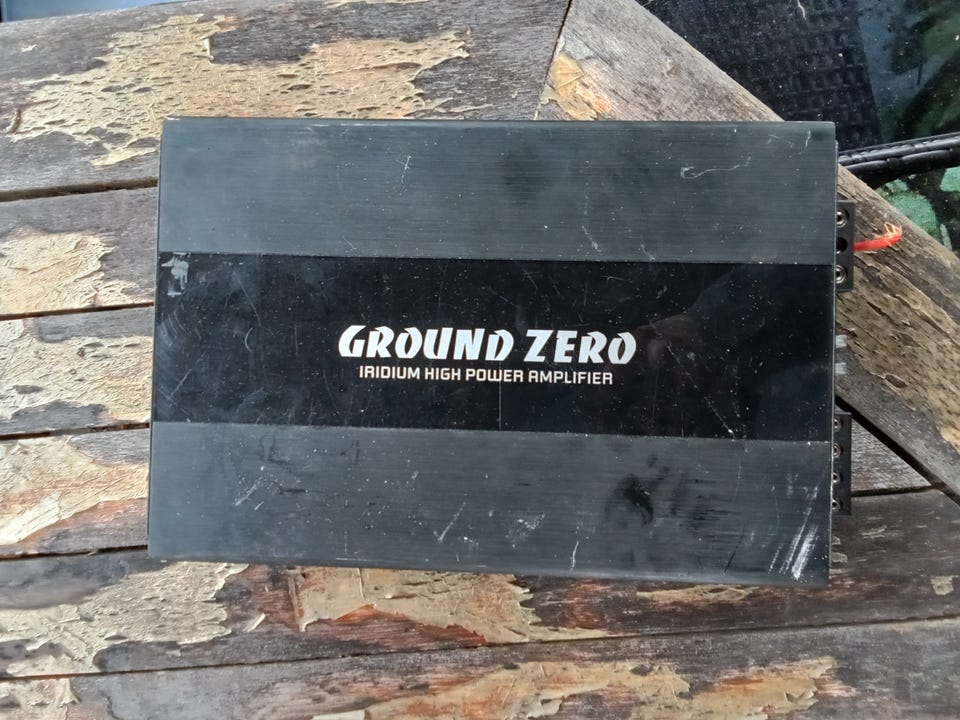 GROUND ZERO
IRIDIUM HIGH POWER AMPLIFIER